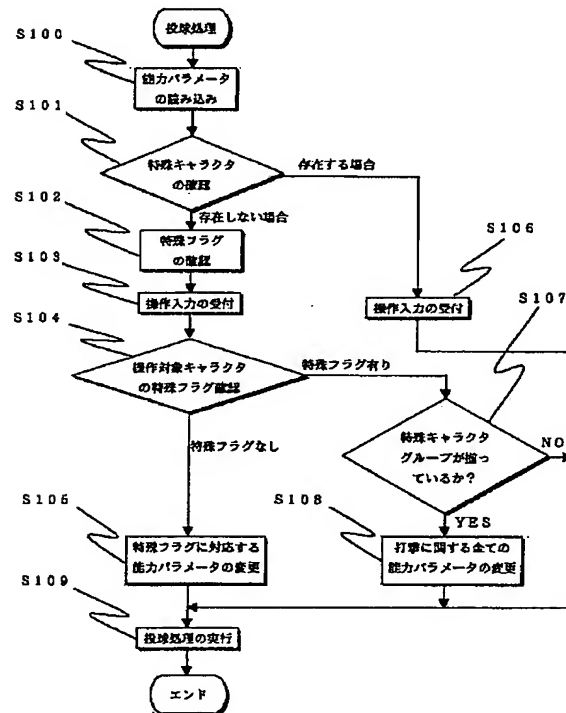 投球処理
S100
能力パラメータ
の読み込み
S101
特殊キャラクタ
の確認
存在する場合
S102
存在しない場合
特殊フラグ
の確認
S103
操作入力の受付
S106
操作入力の受付
S104
操作対象キャラクタ
の特殊フラグ確認
特殊フラグ有り
S107
特殊キャラクタ
グループが揃っ
ているか?
NO
特殊フラグなし
YES
S105
特殊フラグに対応する
能力パラメータの変更
S108
打撃に関する全ての
能力パラメータの変更
S109
投球処理の実行
エンド